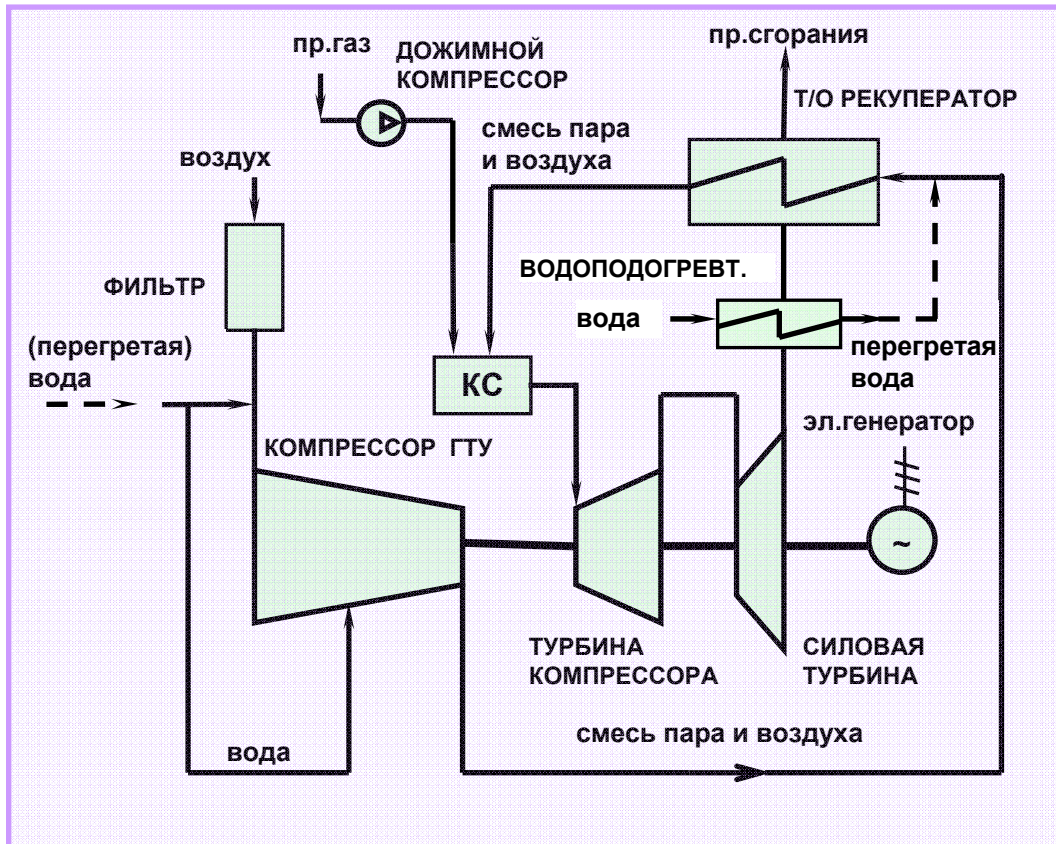 пр.газ
ДОЖИМНОЙ
КОМПРЕССОР
пр.сгорания
Т/О РЕКУПЕРАТОР
смесь пара
и воздуха
воздух
ФИЛЬТР
ВОДОПОДОГРЕВТ.
вода
перегретая
вода
(перегретая)
вода
КС
эл.генератор
КОМПРЕССОР ГТУ
~
ТУРБИНА
КОМПРЕССОРА
СИЛОВАЯ
ТУРБИНА
смесь пара и воздуха
вода